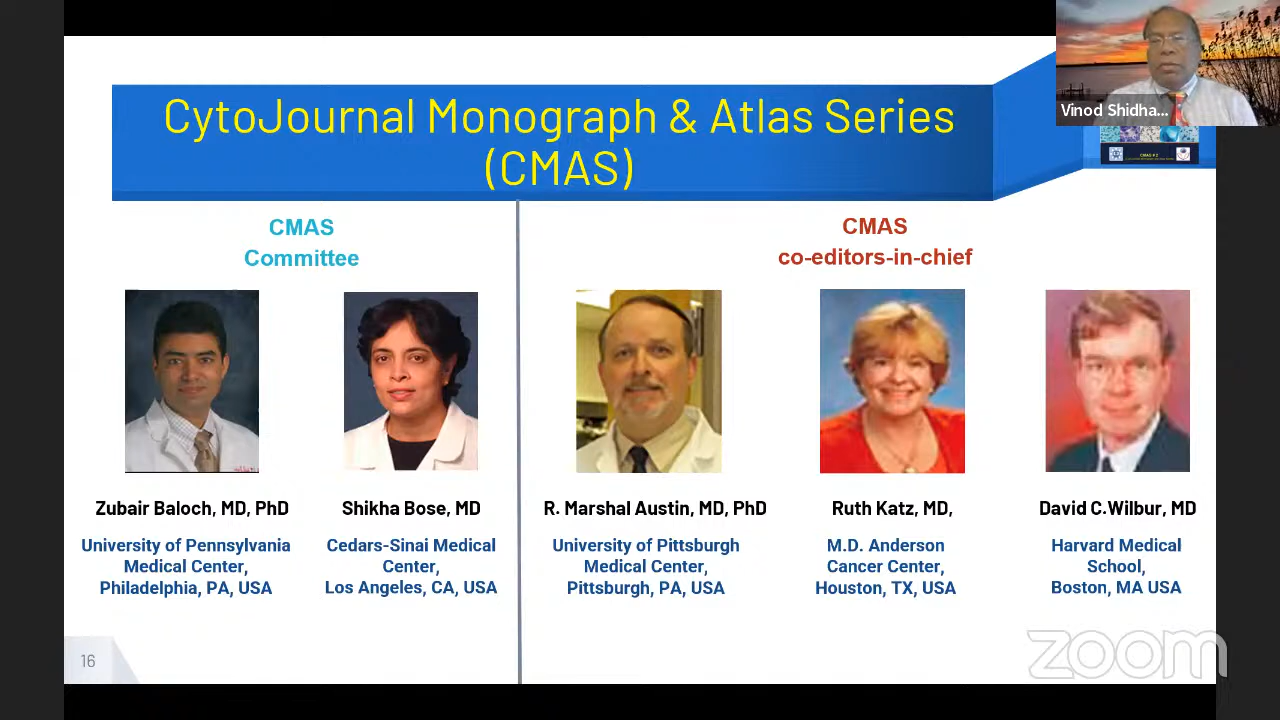 CytoJournal Monograph & Atlas Series
(CMAS)
Vinod Shidha...
CMAS
Committee
CMAS
co-editors-in-chief
Zubair Baloch, MD, PhD
University of Pennsylvania
Medical Center,
Philadelphia, PA, USA
Shikha Bose, MD
Cedars-Sinai Medical
Center,
Los Angeles, CA, USA
R. Marshal Austin, MD, PhD
University of Pittsburgh
Medical Center,
Pittsburgh, PA, USA
Ruth Katz, MD,
M.D. Anderson
Cancer Center,
Houston, TX, USA
David C.Wilbur, MD
Harvard Medical
School,
Boston, MA USA
16
zoom